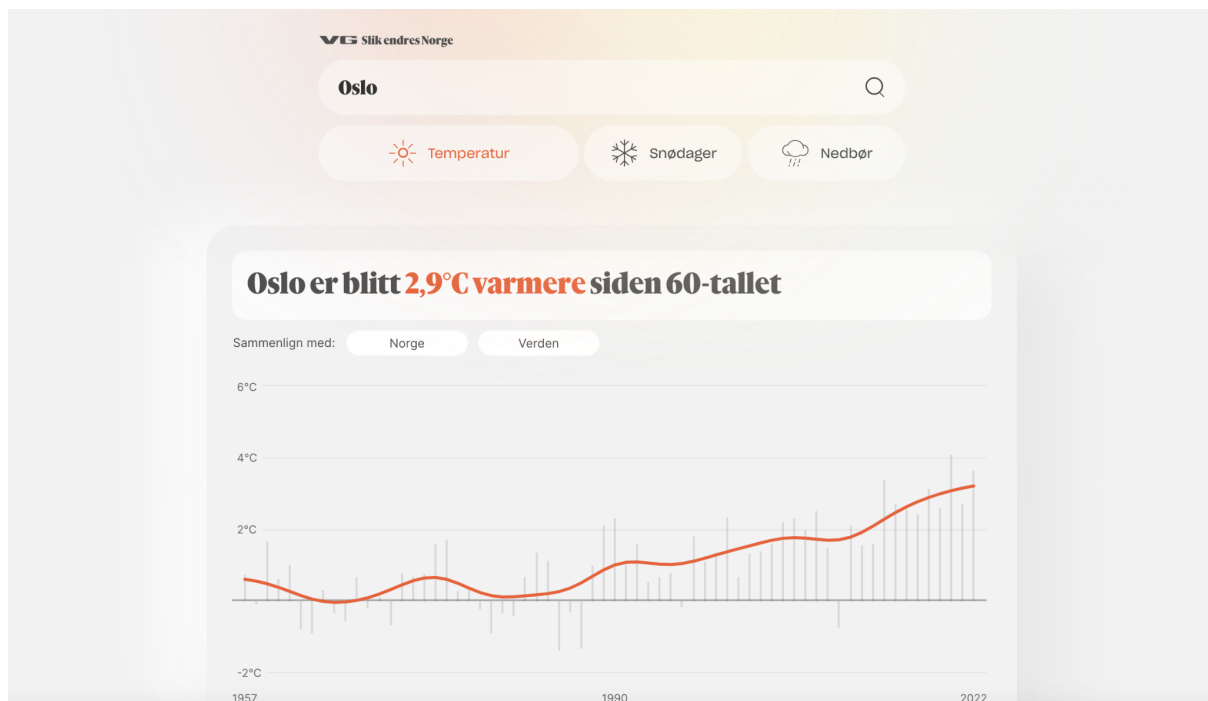 VG Slik endres Norge
Oslo
Temperatur Snødager Nedbør
Oslo er blitt 2,9°C varmere siden 60-tallet
Sammenlign med: Norge Verden
6°C
4°C
2°C
-2°C
1957 1990 2022